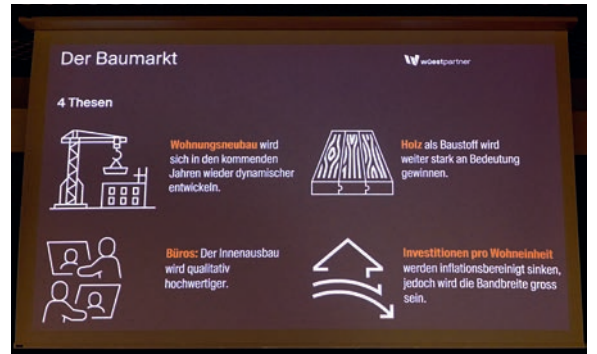 Der Baumarkt
wüestpartner
4 Thesen
Wohnungsneubau wird
sich in den kommenden
Jahren wieder dynamischer
entwickeln.
Holz als Baustoff wird
weiter stark an Bedeutung
gewinnen.
Büros: Der Innenausbau
wird qualitativ
hochwertiger.
Investitionen pro Wohneinheit
werden inflationsbereinigt sinken,
jedoch wird die Bandbreite gross
sein.